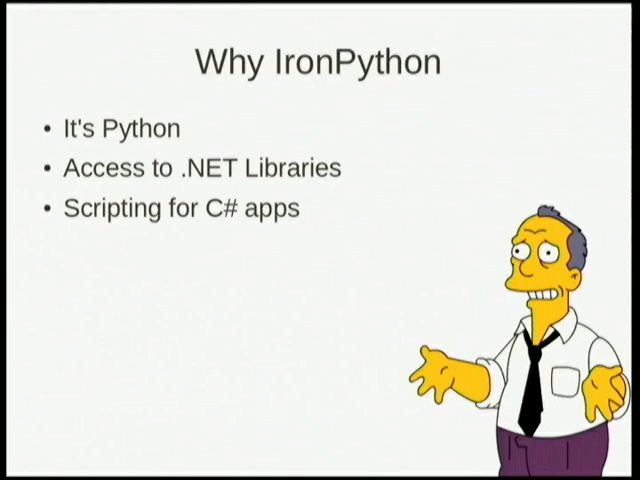 Why IronPython
• It's Python
• Access to .NET Libraries
• Scripting for C# apps